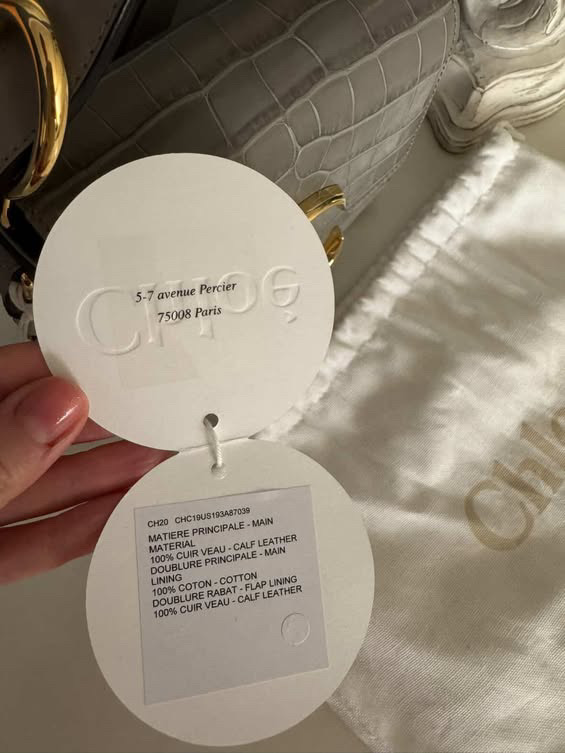 Chloé
5-7 avenue Percier
75008 Paris
CH20 CHC19US193A87039
MATIERE PRINCIPALE - MAIN
MATERIAL
100% CUIR VEAU - CALF LEATHER
DOUBLURE PRINCIPALE - MAIN
LINING
100% COTON - COTTON
DOUBLURE RABAT - FLAP LINING
100% CUIR VEAU - CALF LEATHER
Chlo